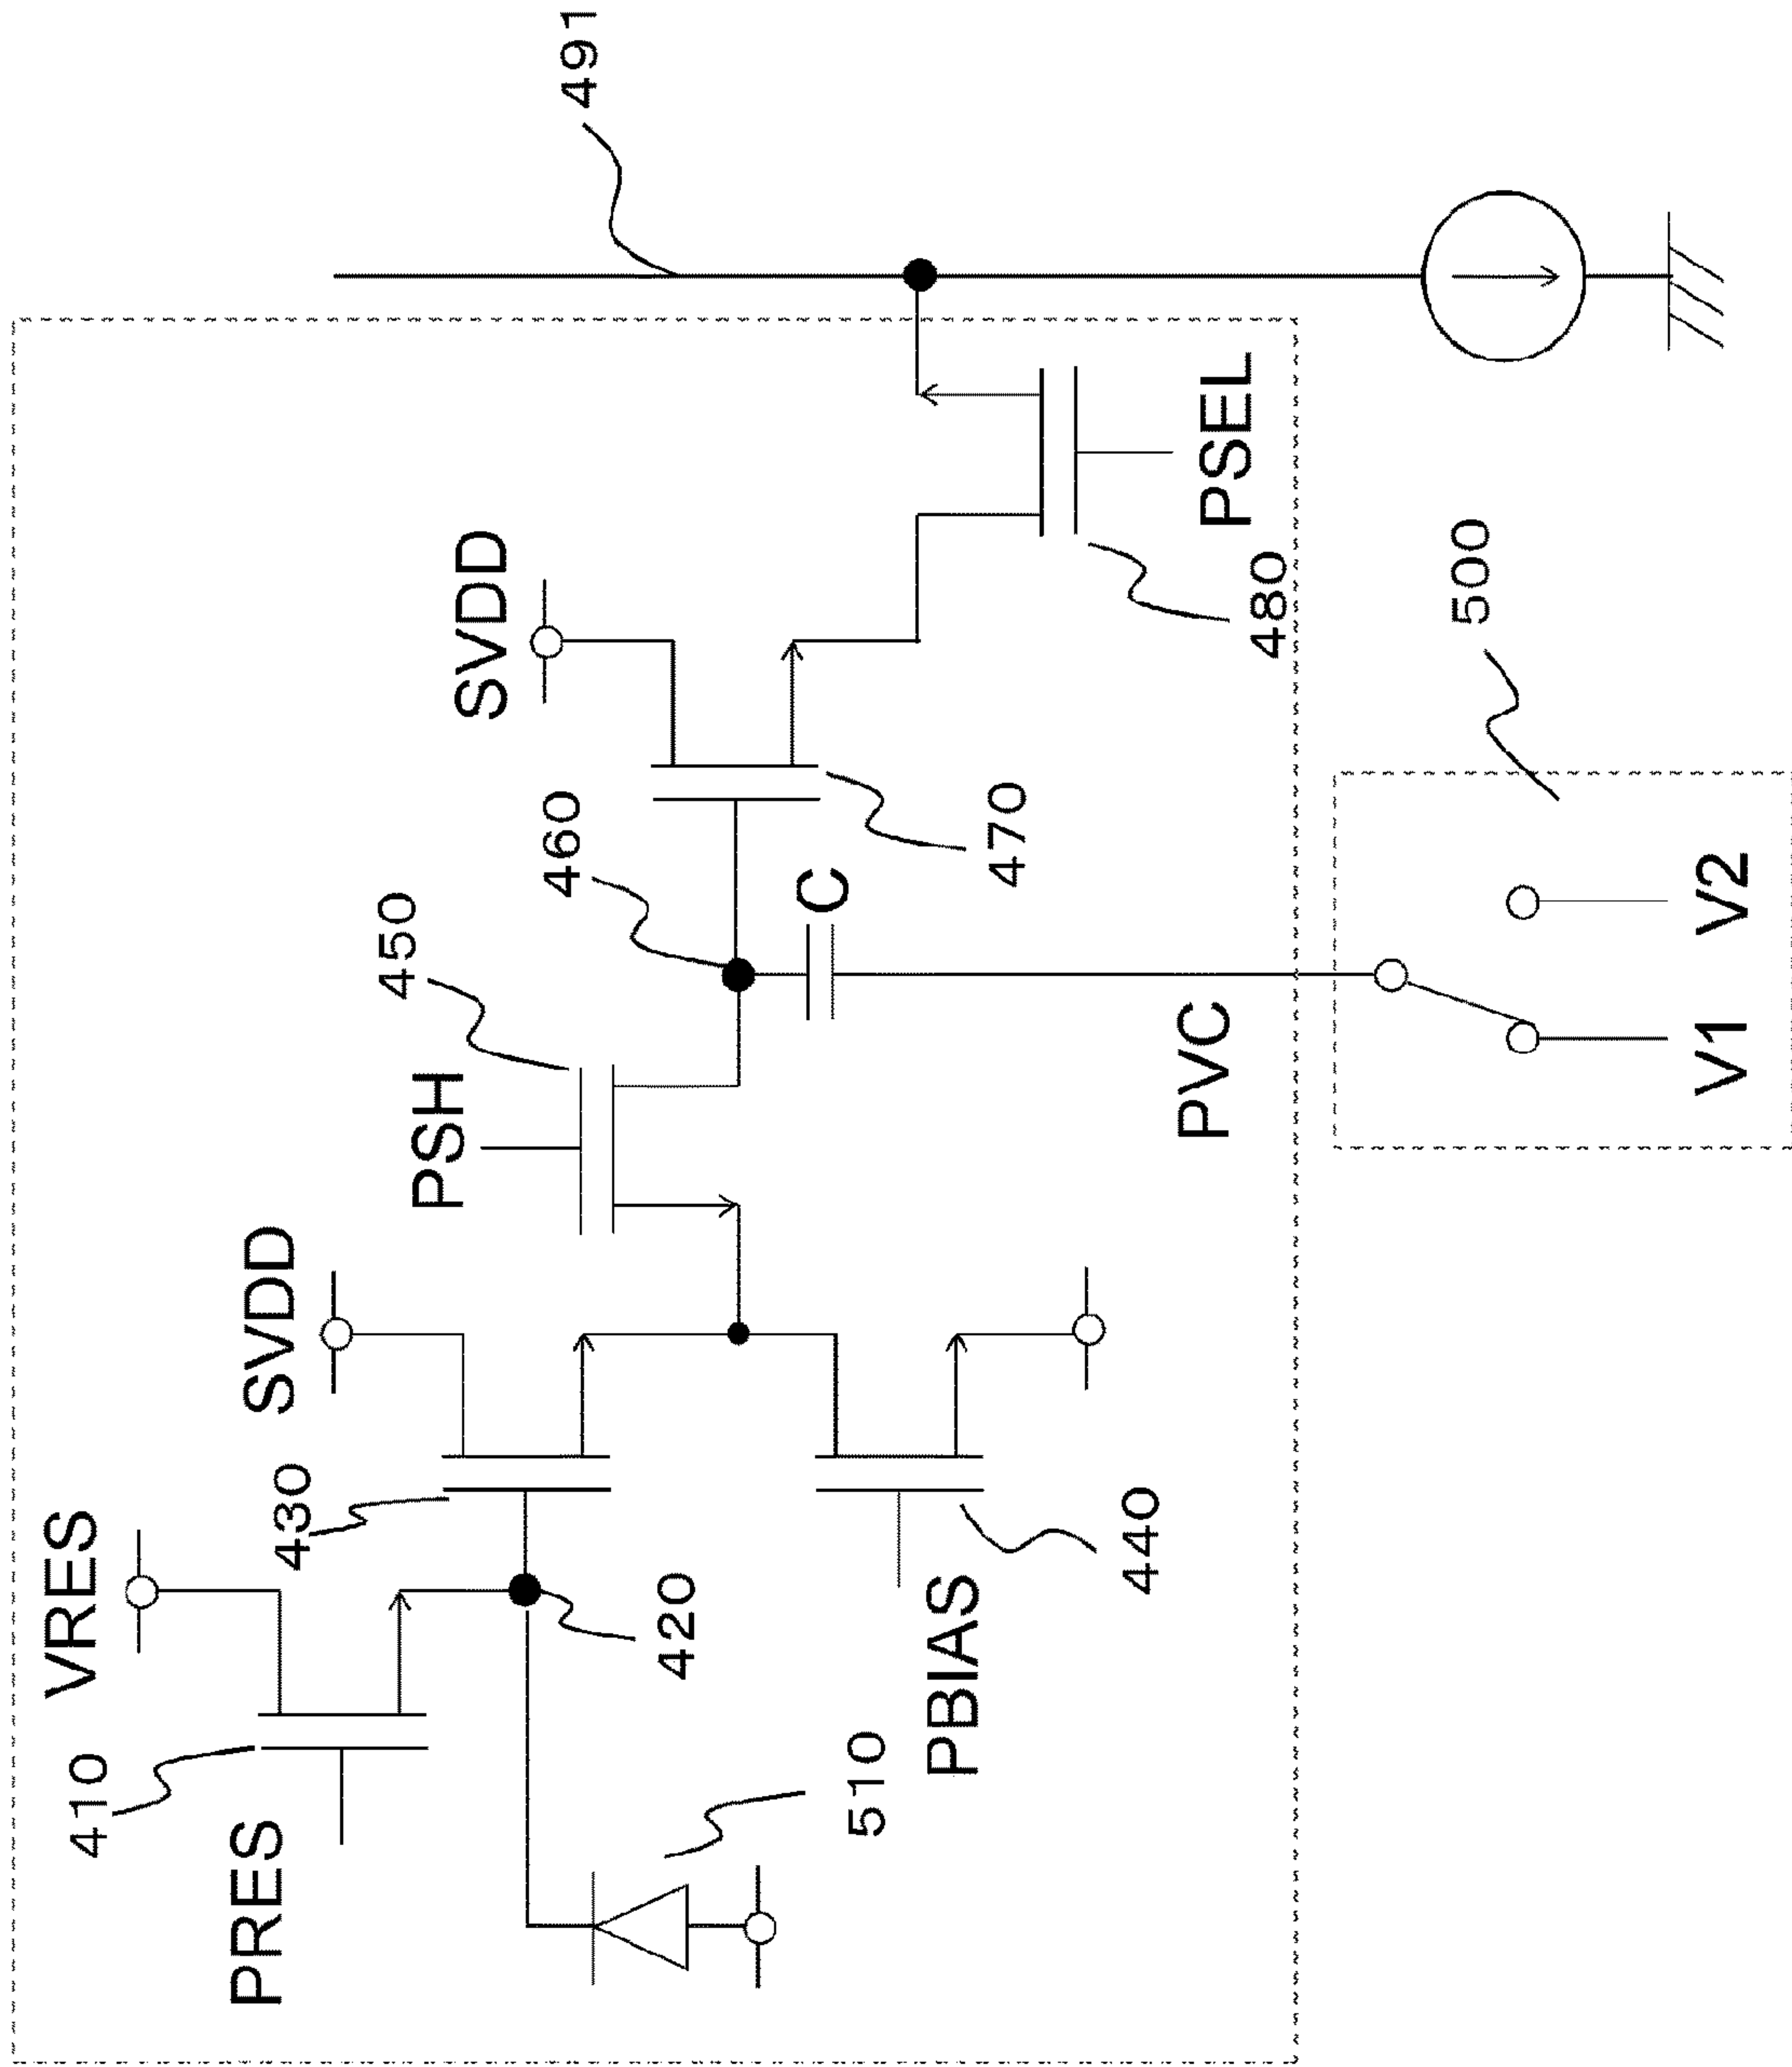 VRES
410
PRES
430
SVDD
420
510
PBIAS
440
PSH
450
460
C
SVDD
470
PSEL
480
491
PVC
500
V1
V2